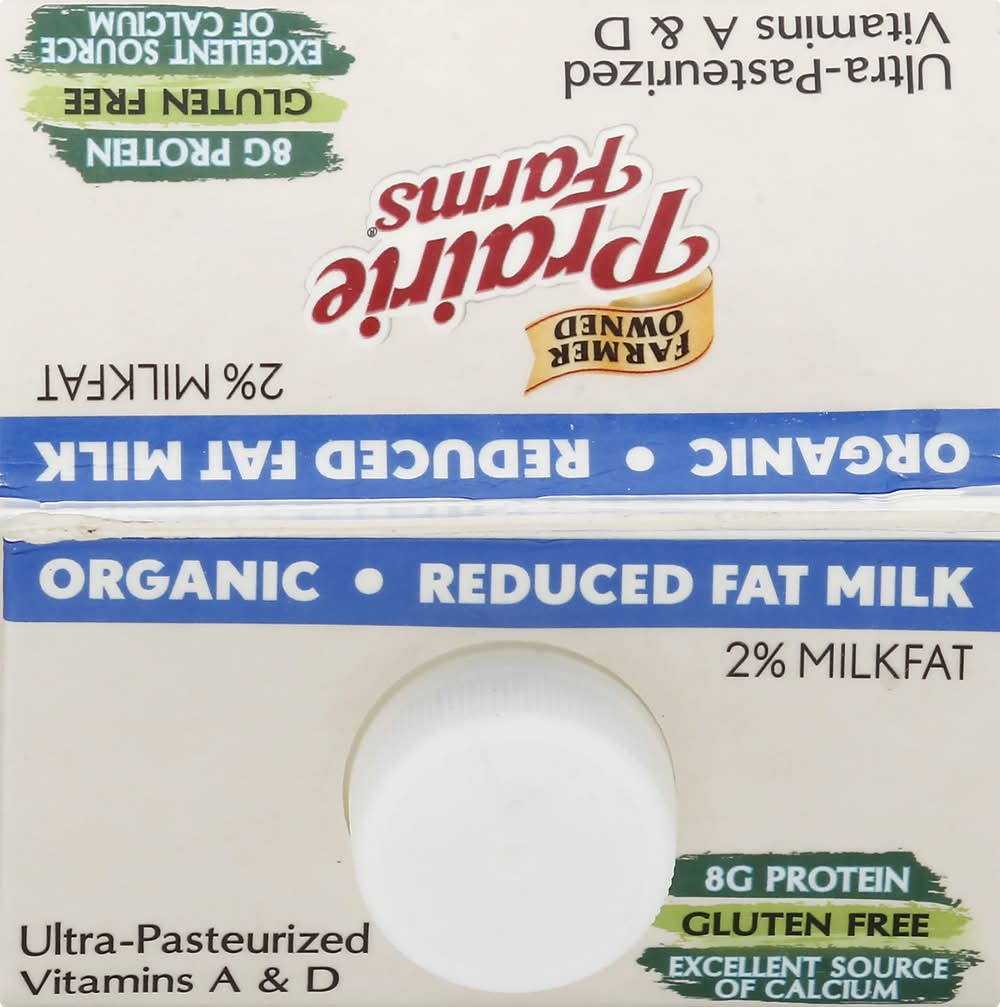 Ultra-Pasteurized
Vitamins A & D
8G PROTEIN
GLUTEN FREE
EXCELLENT SOURCE
OF CALCIUM
Prairie
Farms®
FARMER
OWNED
2% MILKFAT
ORGANIC • REDUCED FAT MILK
ORGANIC • REDUCED FAT MILK
2% MILKFAT
8G PROTEIN
GLUTEN FREE
EXCELLENT SOURCE
OF CALCIUM
Ultra-Pasteurized
Vitamins A & D